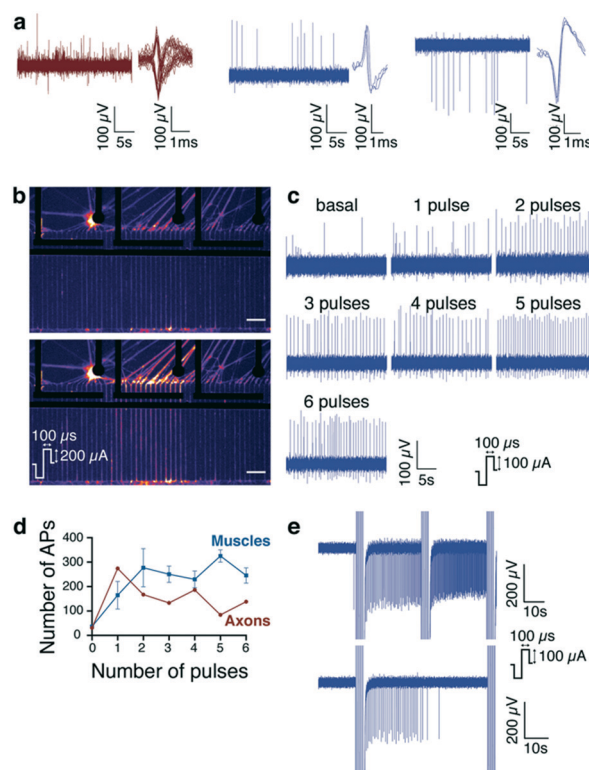 a
100 µV
5s
100 µV
1ms
100 µV
5s
100 µV
1ms
100 µV
5s
100 µV
1ms
b
100 µs
200 µA
c
basal
1 pulse
2 pulses
3 pulses
4 pulses
5 pulses
6 pulses
100 µV
5s
100 µs
100 µA
d
Number of APs
400
300
200
100
0
0 1 2 3 4 5 6
Muscles
Axons
Number of pulses
e
200 µV
10s
100 µs
100 µA
200 µV
10s